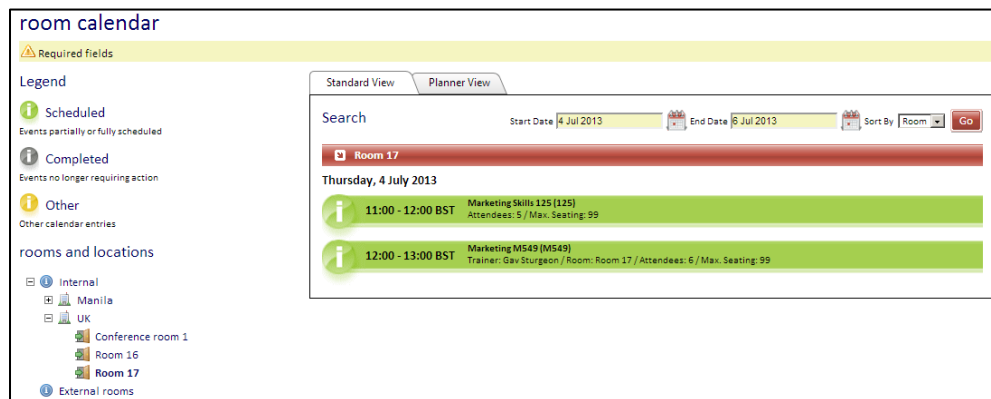 room calendar
Required fields
Legend
Scheduled
Events partially or fully scheduled
Completed
Events no longer requiring action
Other
Other calendar entries
rooms and locations
Internal
Manila
UK
Conference room 1
Room 16
Room 17
External rooms
Standard View Planner View
Search Start Date 4 Jul 2013 End Date 6 Jul 2013 Sort By Room Go
Room 17
Thursday, 4 July 2013
11:00 - 12:00 BST Marketing Skills 125 (125)
Attendees: 5 / Max. Seating: 99
12:00 - 13:00 BST Marketing M549 (M549)
Trainer: Gav Sturgeon / Room: Room 17 / Attendees: 6 / Max. Seating: 99